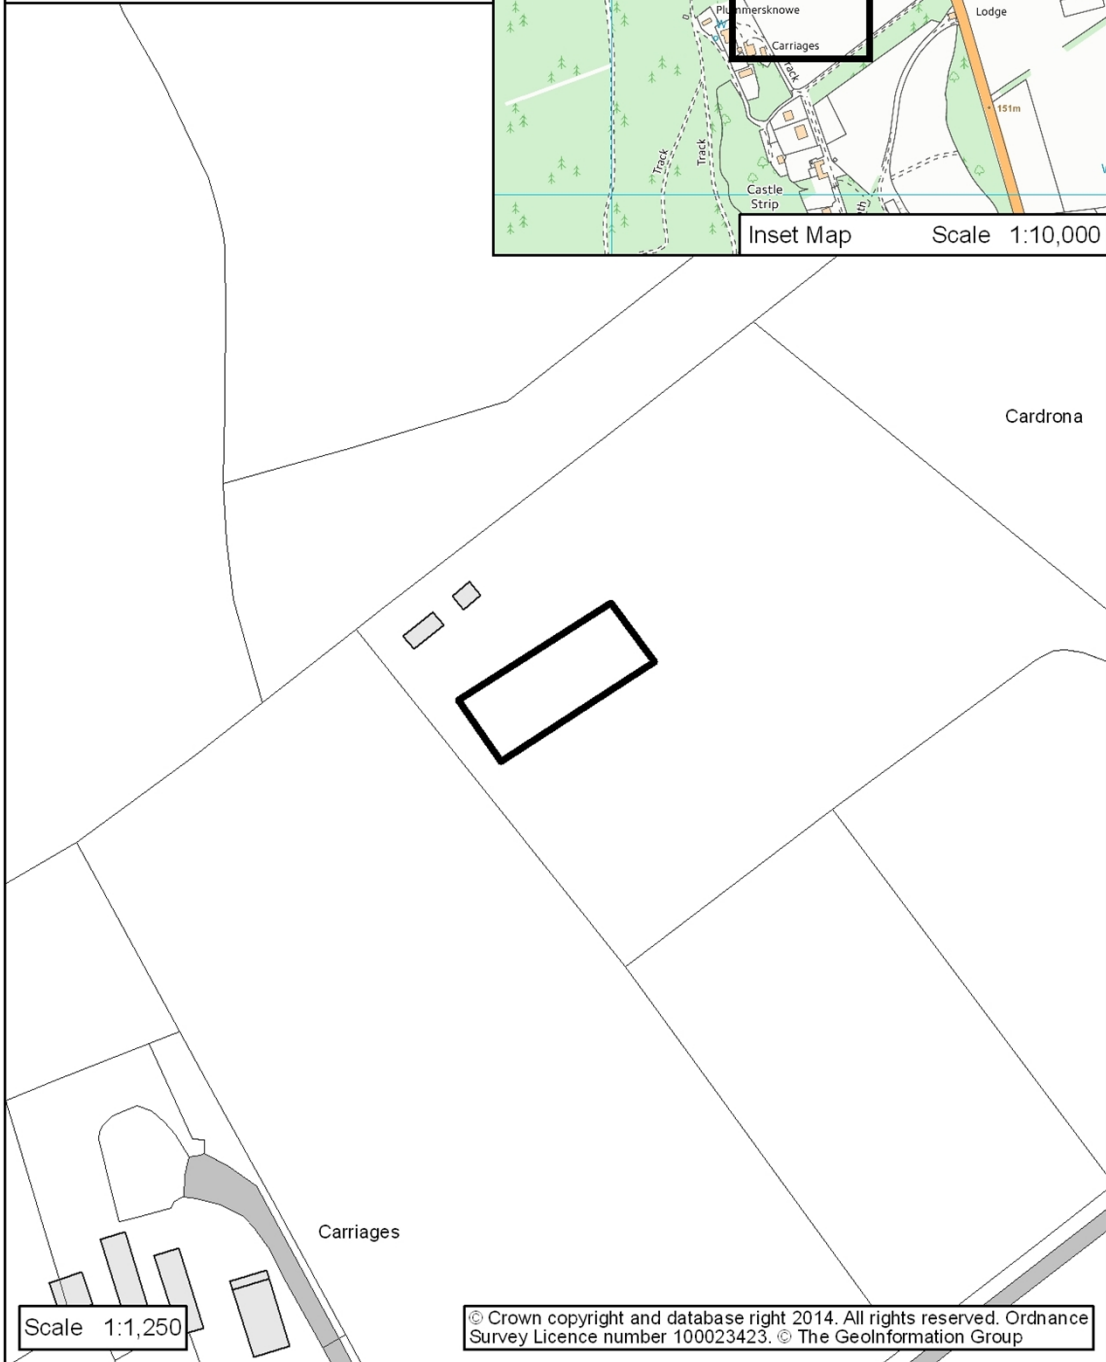 Plummersknowe
Lodge
Carriages
Track
151m
Track
Track
Castle
Strip
Inset Map Scale 1:10,000
Cardrona
Carriages
Scale 1:1,250
© Crown copyright and database right 2014. All rights reserved. Ordnance
Survey Licence number 100023423. © The GeoInformation Group